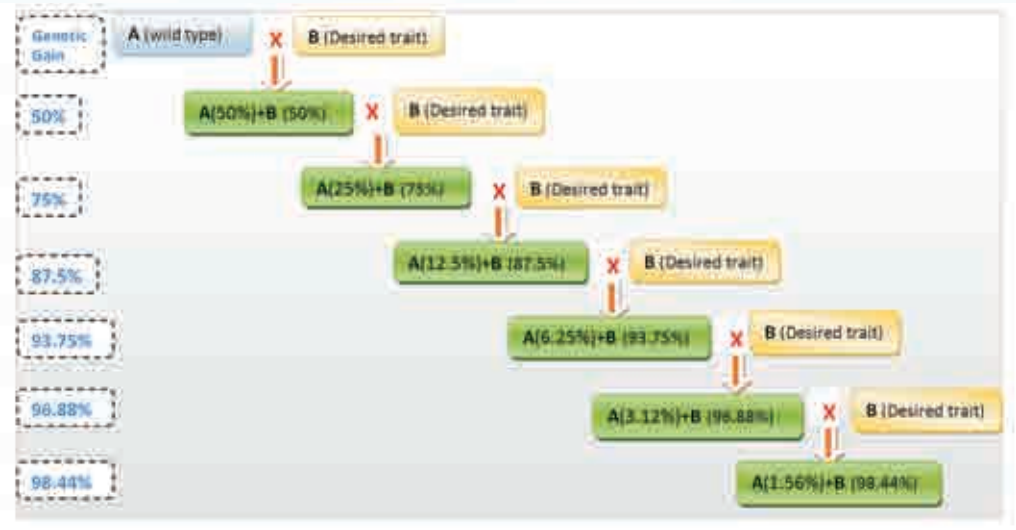 Genetic
Gain
A (wild type)
X
B (Desired trait)
50%
A(50%)+B (50%)
X
B (Desired trait)
75%
A(25%)+B (75%)
X
B (Desired trait)
87.5%
A(12.5%)+B (87.5%)
X
B (Desired trait)
93.75%
A(6.25%)+B (93.75%)
X
B (Desired trait)
96.88%
A(3.12%)+B (96.88%)
X
B (Desired trait)
98.44%
A(1.56%)+B (98.44%)